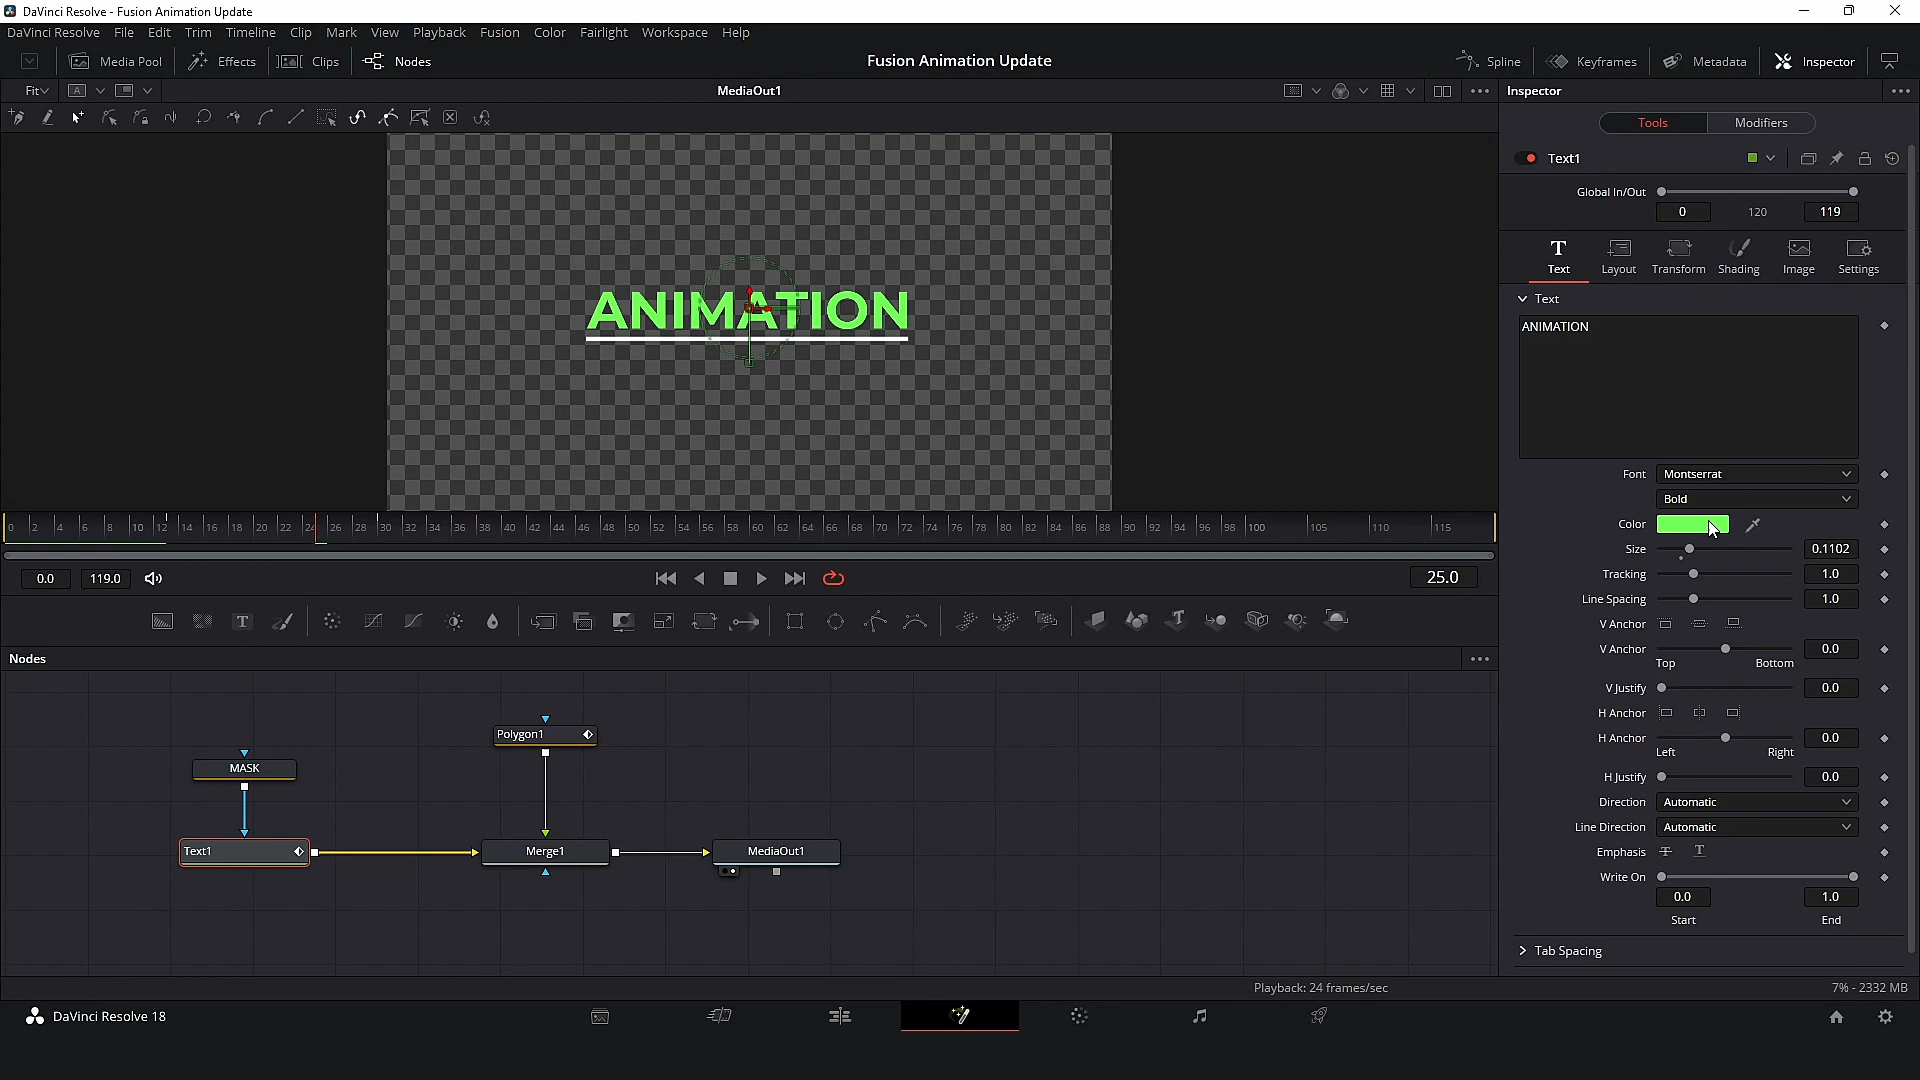 DaVinci Resolve - Fusion Animation Update
DaVinci Resolve File Edit Trim Timeline Clip Mark View Playback Fusion Color Fairlight Workspace Help
Media Pool Effects Clips Nodes Fusion Animation Update Spline Keyframes Metadata Inspector
Fit A MediaOut1 Inspector
Tools Modifiers
Text1
Global In/Out
0 120 119
Text Layout Transform Shading Image Settings
Text
ANIMATION
ANIMATION
Font Montserrat
Bold
Color
Size 0.1102
Tracking 1.0
Line Spacing 1.0
V Anchor
V Anchor 0.0
Top Bottom
V Justify 0.0
H Anchor
H Anchor 0.0
Left Right
H Justify 0.0
Direction Automatic
Line Direction Automatic
Emphasis
Write On
0.0 1.0
Start End
Tab Spacing
0 2 4 6 8 10 12 14 16 18 20 22 24 26 28 30 32 34 36 38 40 42 44 46 48 50 52 54 56 58 60 62 64 66 68 70 72 74 76 78 80 82 84 86 88 90 92 94 96 98 100 105 110 115
0.0 119.0 25.0
Nodes
Polygon1
MASK
Text1 Merge1 MediaOut1
Playback: 24 frames/sec 7% - 2332 MB
DaVinci Resolve 18